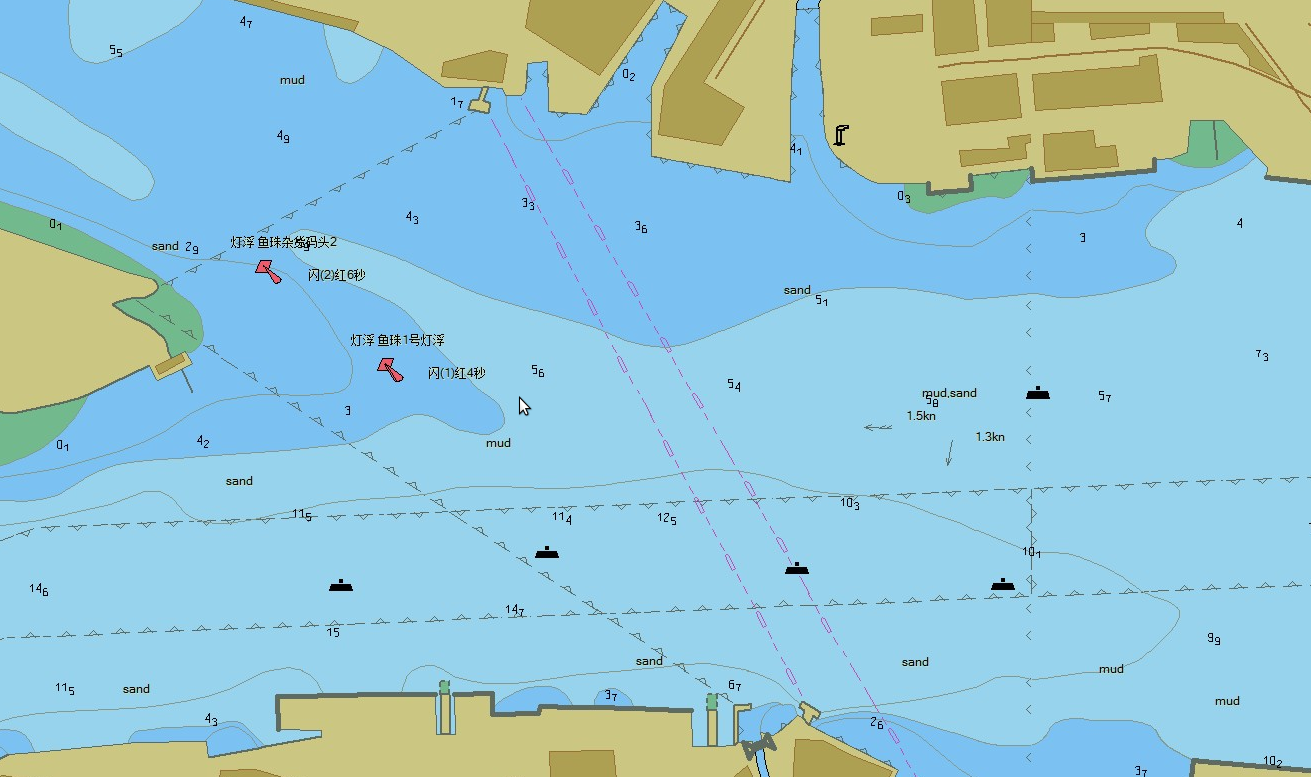 4₇
5₅
mud
0₂
1₇
4₉
4₁
0₃
3₃
4₃
3₆
4
0₁
3
sand 2₉
灯浮 鱼珠杂货码头2
闪(2)红6秒
sand
5₁
灯浮 鱼珠1号灯浮
7₃
5₆
闪(1)红4秒
5₄
mud,sand
5₈
5₇
3
1.5kn
1.3kn
4₂
0₁
mud
sand
10₃
11₅
11₄
12₅
10₁
14₆
14₇
15
9₉
sand
sand
mud
11₅
sand
6₇
3₇
mud
4₃
2₆
10₂
3₇